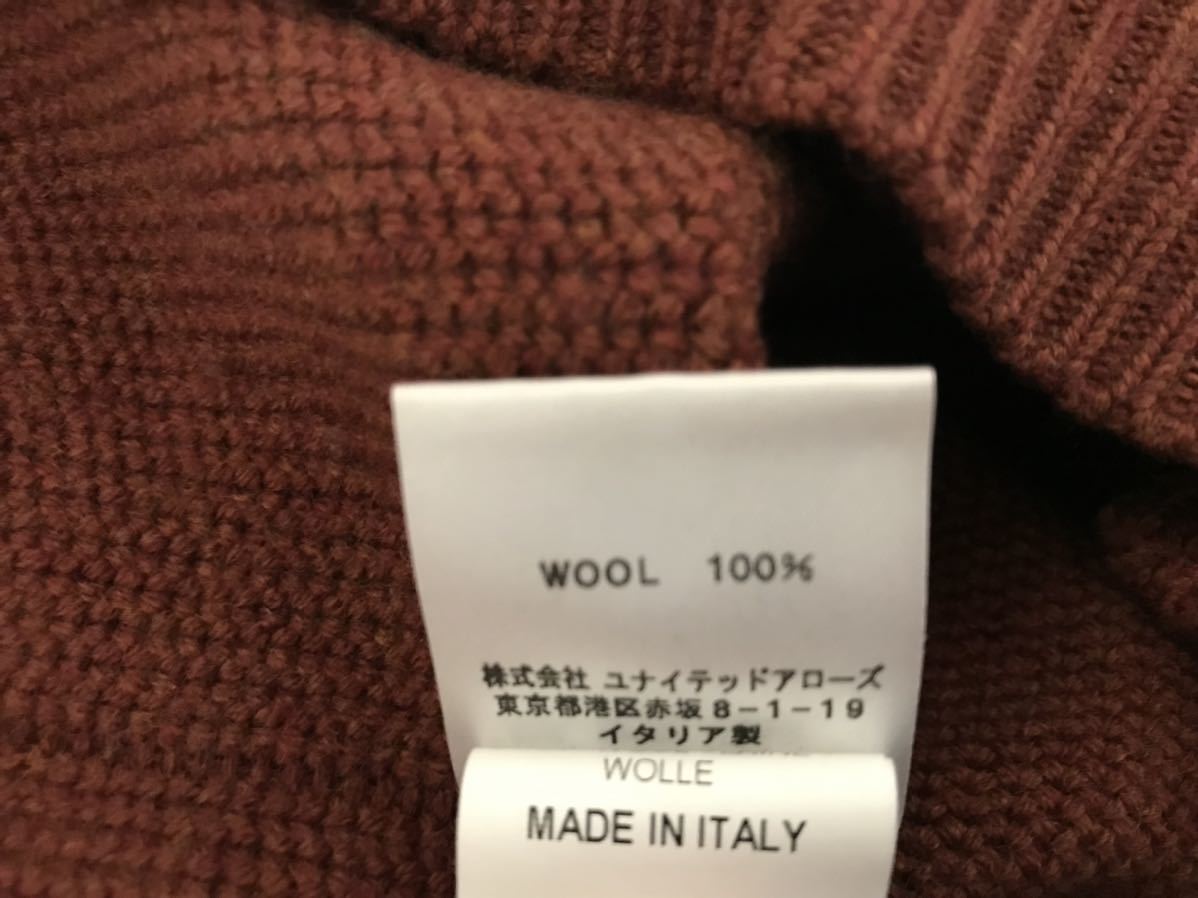 WOOL 100%
株式会社 ユナイテッドアローズ
東京都港区赤坂8-1-19
イタリア製
WOLLE
MADE IN ITALY